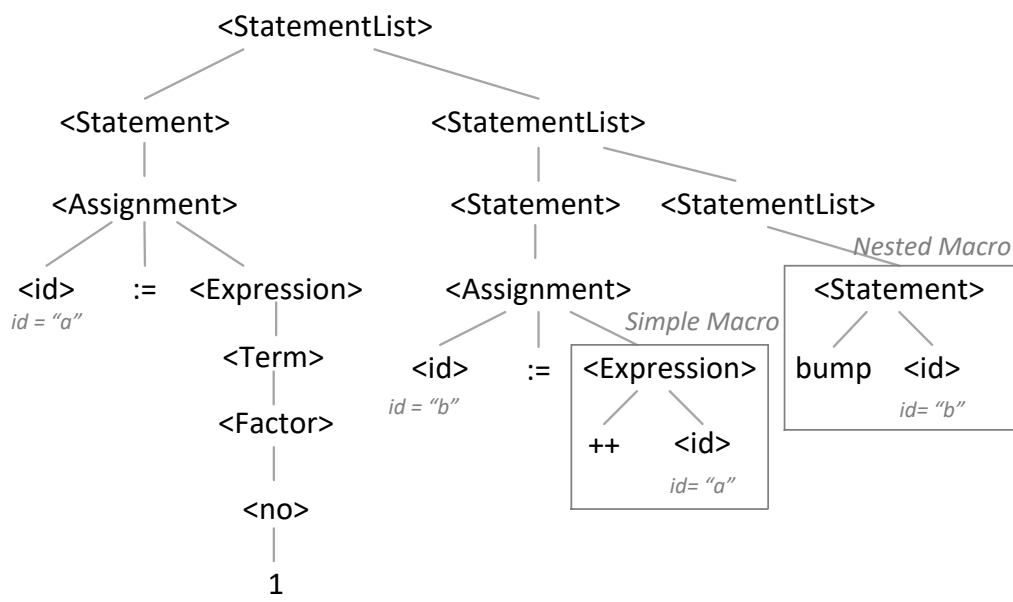 <StatementList>
<Statement> <StatementList>
<Assignment> <Statement> <StatementList>
Nested Macro
<id> := <Expression> <Assignment> <Statement>
id = “a” Simple Macro
<Term> <id> := <Expression> bump <id>
id = “b” id= “b”
<Factor> ++ <id>
id= “a”
<no>
1